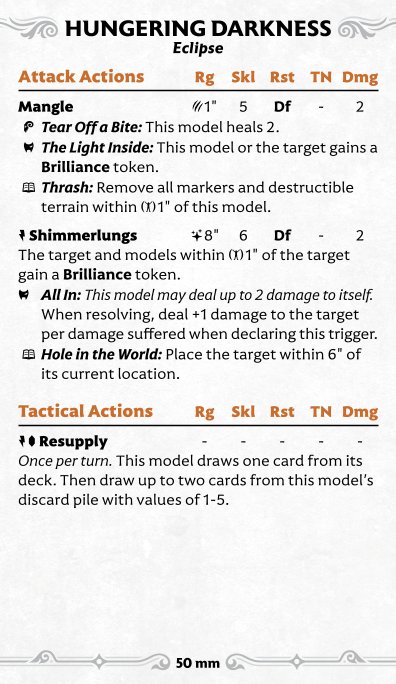 HUNGERING DARKNESS
Eclipse
Attack Actions Rg Skl Rst TN Dmg
Mangle 1" 5 Df - 2
Tear Off a Bite: This model heals 2.
The Light Inside: This model or the target gains a
Brilliance token.
Thrash: Remove all markers and destructible
terrain within 1" of this model.
Shimmerlungs 8" 6 Df - 2
The target and models within 1" of the target
gain a Brilliance token.
All In: This model may deal up to 2 damage to itself.
When resolving, deal +1 damage to the target
per damage suffered when declaring this trigger.
Hole in the World: Place the target within 6" of
its current location.
Tactical Actions Rg Skl Rst TN Dmg
Resupply - - - - -
Once per turn. This model draws one card from its
deck. Then draw up to two cards from this model's
discard pile with values of 1-5.
50 mm